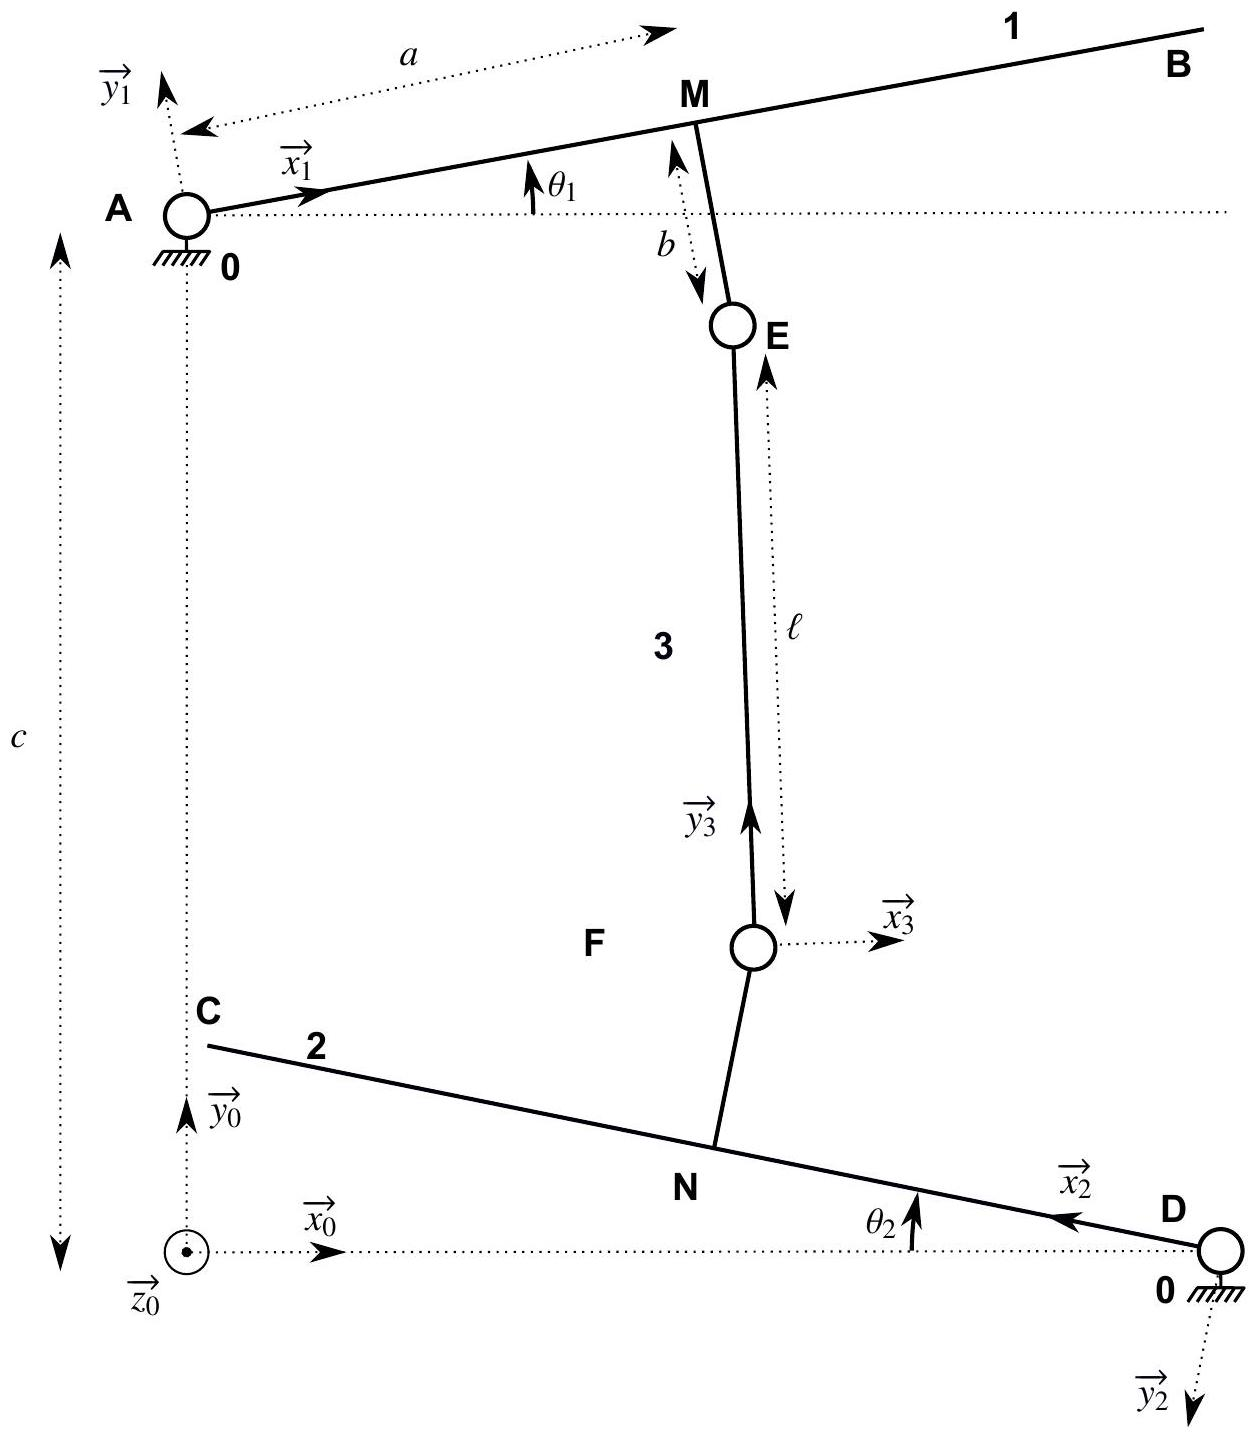 1
a
B
y₁
M
x₁
θ₁
A
b
0
E
3
ℓ
c
y₃
x₃
F
C
2
y₀
N
x₂
D
x₀
θ₂
0
z₀
y₂